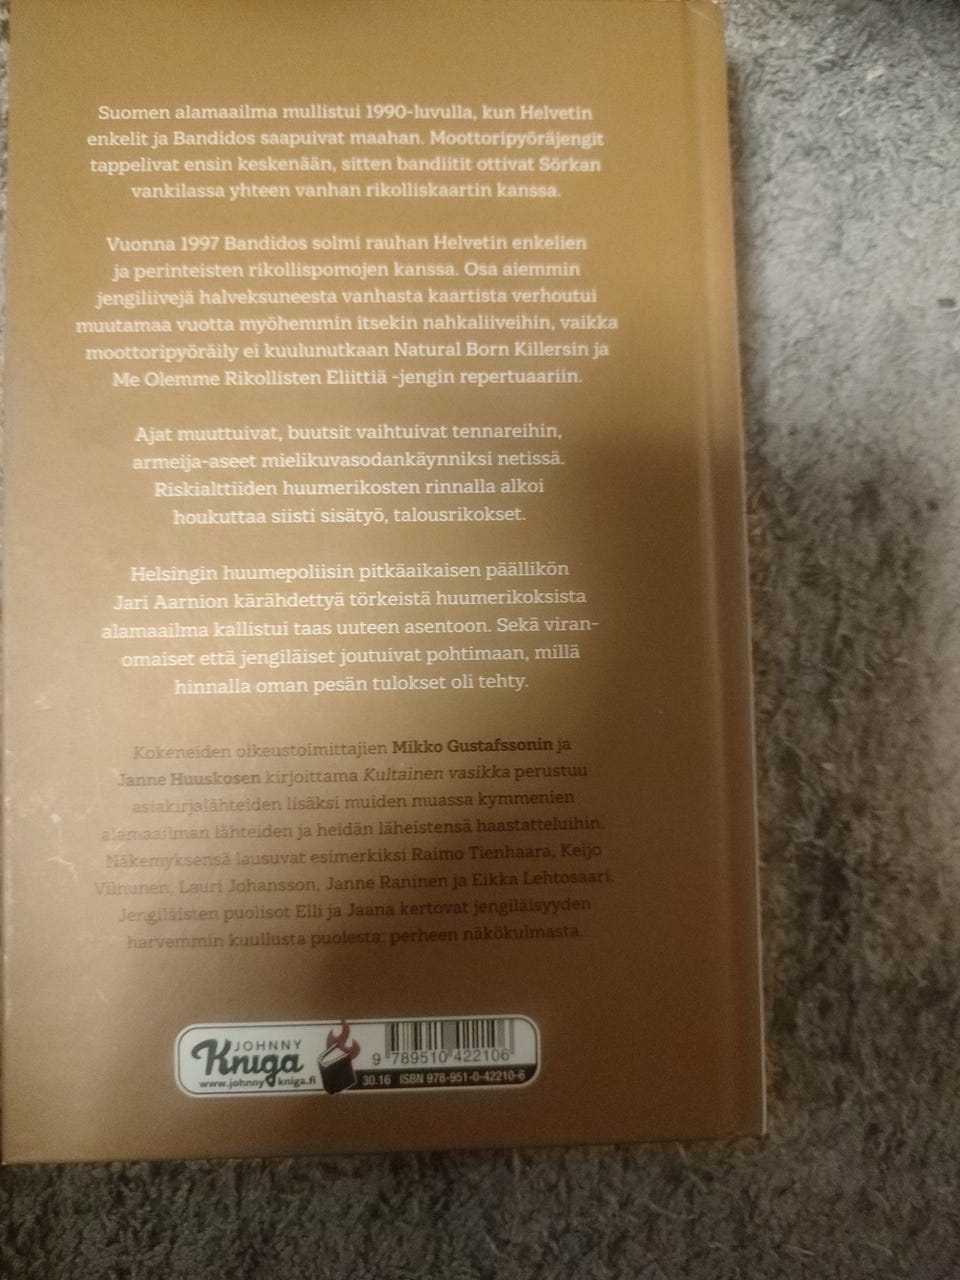 Suomen alamaailma mullistui 1990-luvulla, kun Helvetin
enkelit ja Bandidos saapuivat maahan. Moottoripyöräjengit
tappelivat ensin keskenään, sitten bandiitit ottivat Sörkan
vankilassa yhteen vanhan rikolliskaartin kanssa.
Vuonna 1997 Bandidos solmi rauhan Helvetin enkelien
ja perinteisten rikollispomojen kanssa. Osa aiemmin
jengiliivejä halveksuneesta vanhasta kaartista verhoutui
muutamaa vuotta myöhemmin itsekin nahkaliiveihin, vaikka
moottoripyöräily ei kuulunutkaan Natural Born Killersin ja
Me Olemme Rikollisten Eliittiä -jengin repertuaariin.
Ajat muuttuivat, buutsit vaihtuivat tennareihin,
armeija-aseet mielikuvasodankäynniksi netissä.
Riskialttiiden huumerikosten rinnalla alkoi
houkuttaa siisti sisätyö, talousrikokset.
Helsingin huumepoliisin pitkäaikaisen päällikön
Jari Aarnion kärähdettyä törkeistä huumerikoksista
alamaailma kallistui taas uuteen asentoon. Sekä viran-
omaiset että jengiläiset joutuivat pohtimaan, millä
hinnalla oman pesän tulokset oli tehty.
Kokeneiden oikeustoimittajien Mikko Gustafssonin ja
Janne Huuskosen kirjoittama Kultainen vasikka perustuu
asiakirjalähteiden lisäksi muiden muassa kymmenien
alamaailman lähteiden ja heidän läheistensä haastatteluihin.
Näkemyksensä lausuvat esimerkiksi Raimo Tienhaara, Keijo
Vilhunen, Lauri Johansson, Janne Raninen ja Eikka Lehtosaari.
Jengiläisten puolisot Elli ja Jaana kertovat jengiläisyyden
harvemmin kuullusta puolesta: perheen näkökulmasta.
JOHNNY
Kniga
www.johnnykniga.fi
9 789510 422106
30.16 ISBN 978-951-0-42210-6